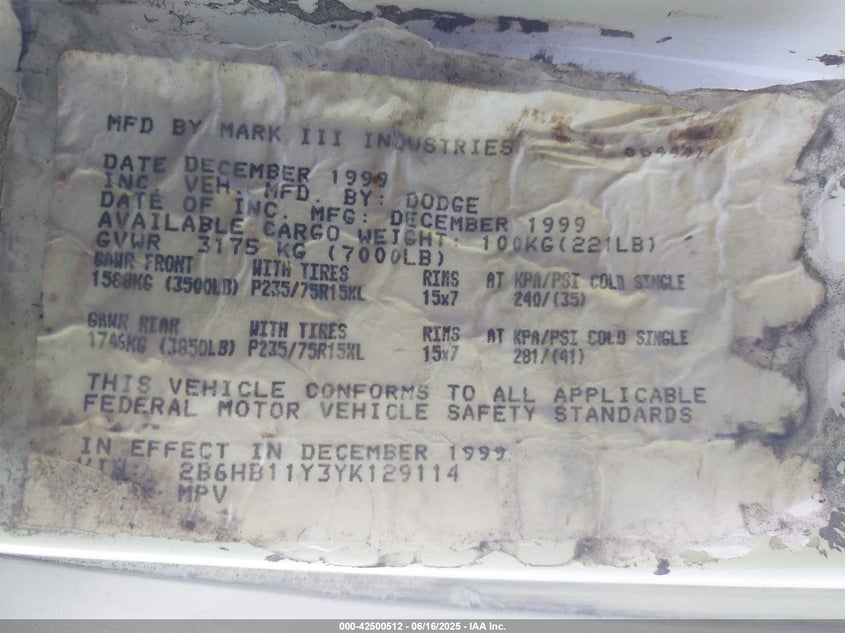 MFD BY MARK III INDUSTRIES
DATE DECEMBER 1999
INC. VEH. MFD. BY: DODGE
DATE OF INC. MFG: DECEMBER 1999
AVAILABLE CARGO WEIGHT: 100KG(221LB)
GVWR 3175 KG (7000LB)
GAWR FRONT WITH TIRES RIMS AT KPA/PSI COLD SINGLE
1588KG (3500LB) P235/75R15XL 15x7 240/(35)
GAWR REAR WITH TIRES RIMS AT KPA/PSI COLD SINGLE
1746KG (3850LB) P235/75R15XL 15x7 281/(41)
THIS VEHICLE CONFORMS TO ALL APPLICABLE
FEDERAL MOTOR VEHICLE SAFETY STANDARDS
IN EFFECT IN DECEMBER 1999
VIN: 2B6HB11Y3YK129114
MPV
000-42500512 - 06/16/2025 - IAA Inc.